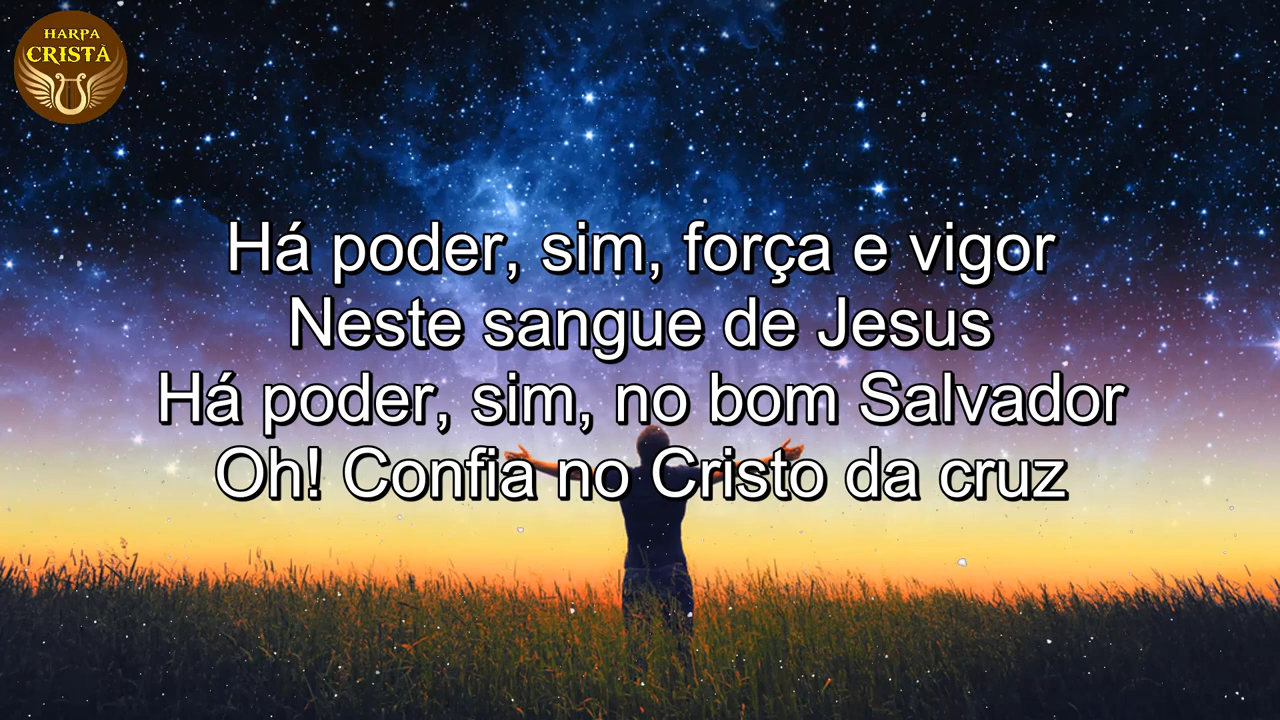 HARPA
CRISTÃ
Há poder, sim, força e vigor
Neste sangue de Jesus
Há poder, sim, no bom Salvador
Oh! Confia no Cristo da cruz